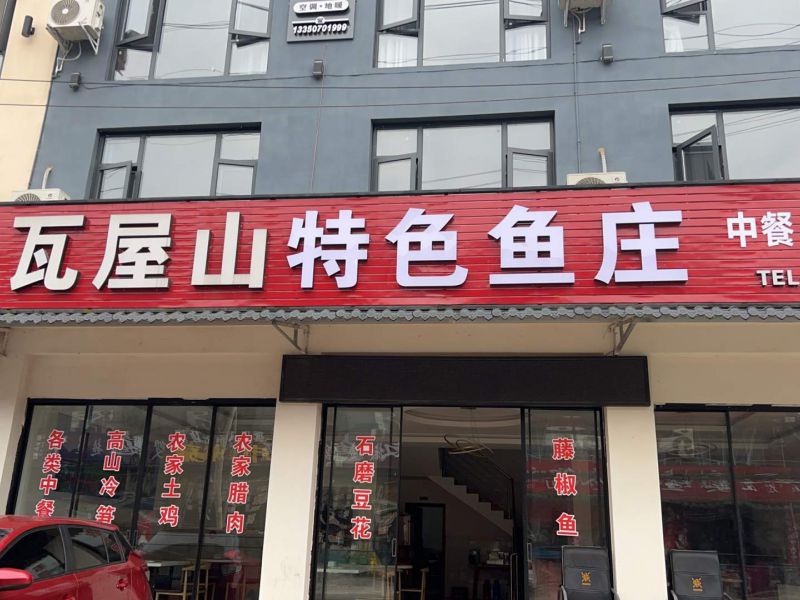 空调·地暖
13350701999
瓦屋山特色鱼庄
中餐
TEL
各类中餐
高山冷笋
农家土鸡
农家腊肉
石磨豆花
藤椒鱼